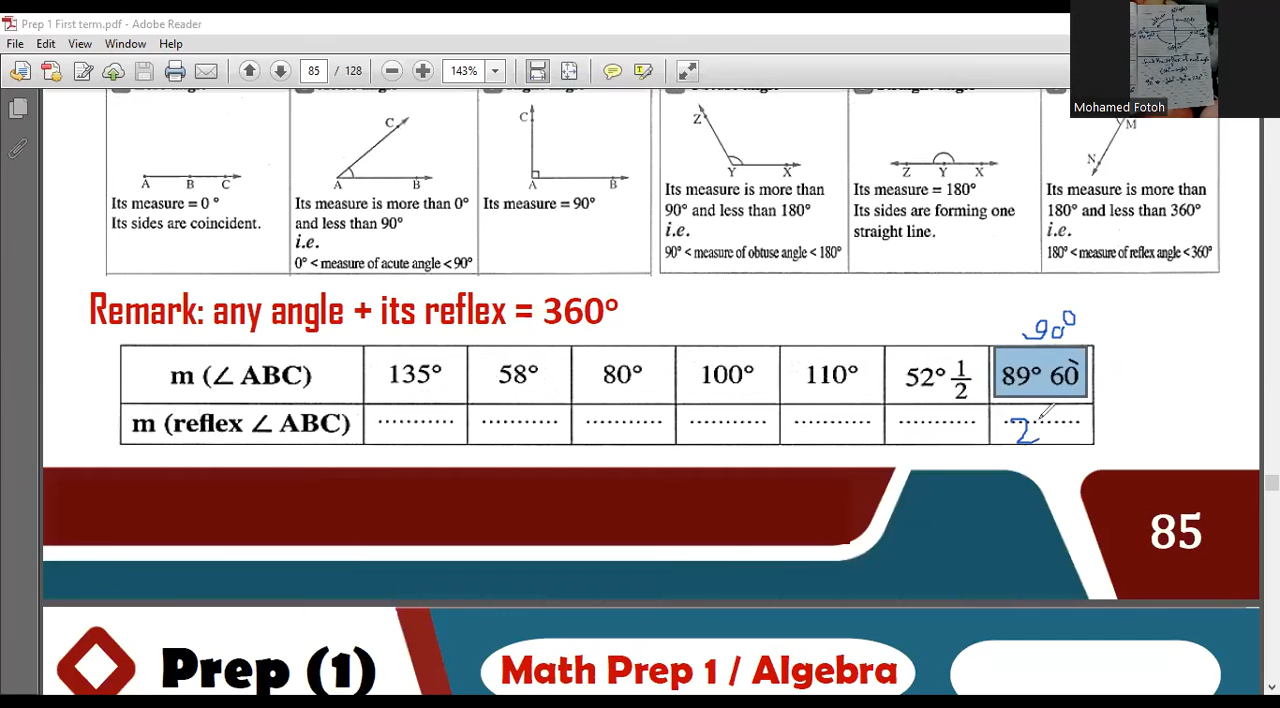 Prep 1 First term.pdf - Adobe Reader
File Edit View Window Help
85 / 128 143%
Mohamed Fotoh
C
A B C
A B
C
A B
Z
Y X
Z Y X
M
N
Its measure = 0 °
Its sides are coincident.
Its measure is more than 0°
and less than 90°
i.e.
0° < measure of acute angle < 90°
Its measure = 90°
Its measure is more than
90° and less than 180°
i.e.
90° < measure of obtuse angle < 180°
Its measure = 180°
Its sides are forming one
straight line.
Its measure is more than
180° and less than 360°
i.e.
180° < measure of reflex angle < 360°
Remark: any angle + its reflex = 360°
90°
m (∠ ABC) 135° 58° 80° 100° 110° 52° 1/2 89° 60̀
m (reflex ∠ ABC) ........... ........... ........... ........... ........... ........... 2
85
Prep (1)
Math Prep 1 / Algebra